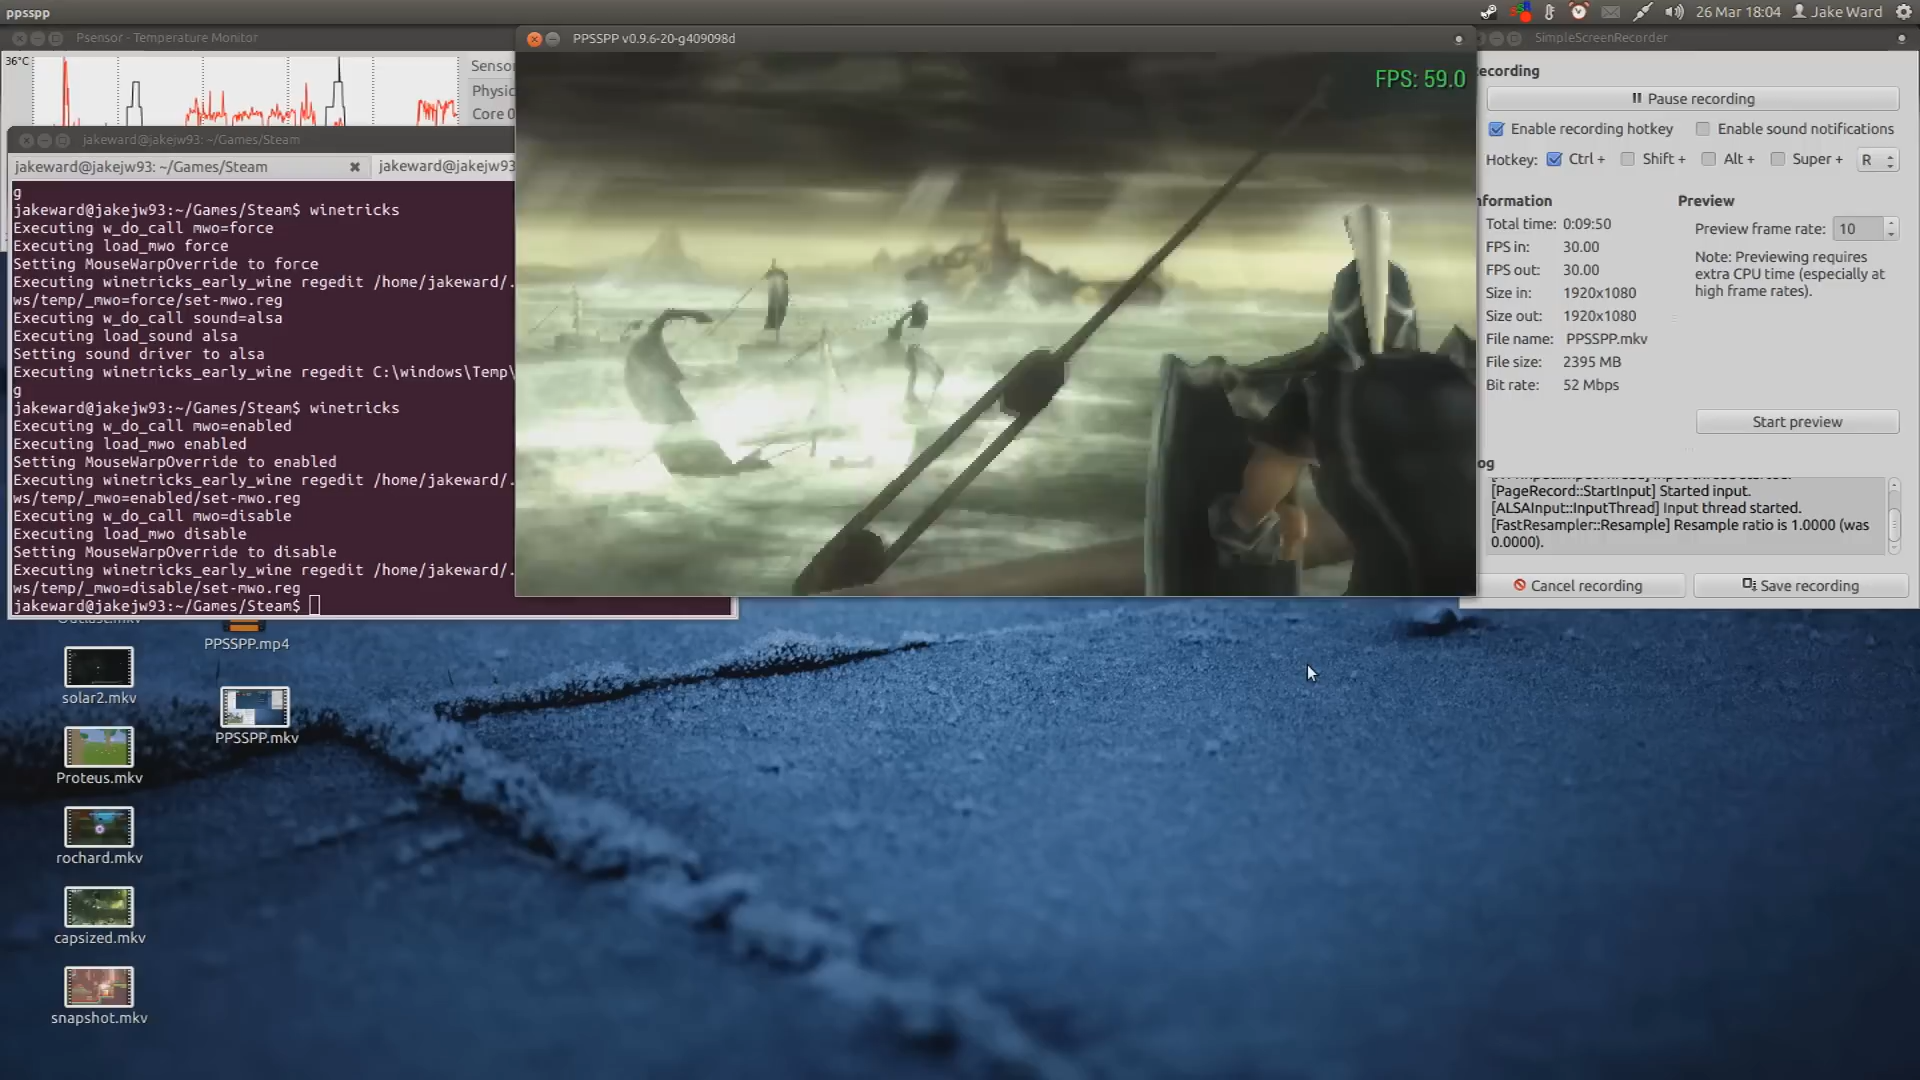 ppsspp
26 Mar 18:04
Jake Ward
Psensor - Temperature Monitor
36°C
Sensor
Physic
Core 0
jakeward@jakejw93: ~/Games/Steam
jakeward@jakejw93: ~/Games/Steam
jakeward@jakejw93
g
jakeward@jakejw93:~/Games/Steam$ winetricks
Executing w_do_call mwo=force
Executing load_mwo force
Setting MouseWarpOverride to force
Executing winetricks_early_wine regedit /home/jakeward/.
ws/temp/_mwo=force/set-mwo.reg
Executing w_do_call sound=alsa
Executing load_sound alsa
Setting sound driver to alsa
Executing winetricks_early_wine regedit C:\windows\Temp\
g
jakeward@jakejw93:~/Games/Steam$ winetricks
Executing w_do_call mwo=enabled
Executing load_mwo enabled
Setting MouseWarpOverride to enabled
Executing winetricks_early_wine regedit /home/jakeward/.
ws/temp/_mwo=enabled/set-mwo.reg
Executing w_do_call mwo=disable
Executing load_mwo disable
Setting MouseWarpOverride to disable
Executing winetricks_early_wine regedit /home/jakeward/.
ws/temp/_mwo=disable/set-mwo.reg
jakeward@jakejw93:~/Games/Steam$
PPSSPP v0.9.6-20-g409098d
FPS: 59.0
SimpleScreenRecorder
ecording
Pause recording
Enable recording hotkey
Enable sound notifications
Hotkey: Ctrl + Shift + Alt + Super + R
nformation
Total time: 0:09:50
FPS in: 30.00
FPS out: 30.00
Size in: 1920x1080
Size out: 1920x1080
File name: PPSSPP.mkv
File size: 2395 MB
Bit rate: 52 Mbps
Preview
Preview frame rate: 10
Note: Previewing requires
extra CPU time (especially at
high frame rates).
Start preview
og
[PageRecord::StartInput] Started input.
[ALSAInput::InputThread] Input thread started.
[FastResampler::Resample] Resample ratio is 1.0000 (was
0.0000).
Cancel recording
Save recording
PPSSPP.mp4
solar2.mkv
PPSSPP.mkv
Proteus.mkv
rochard.mkv
capsized.mkv
snapshot.mkv